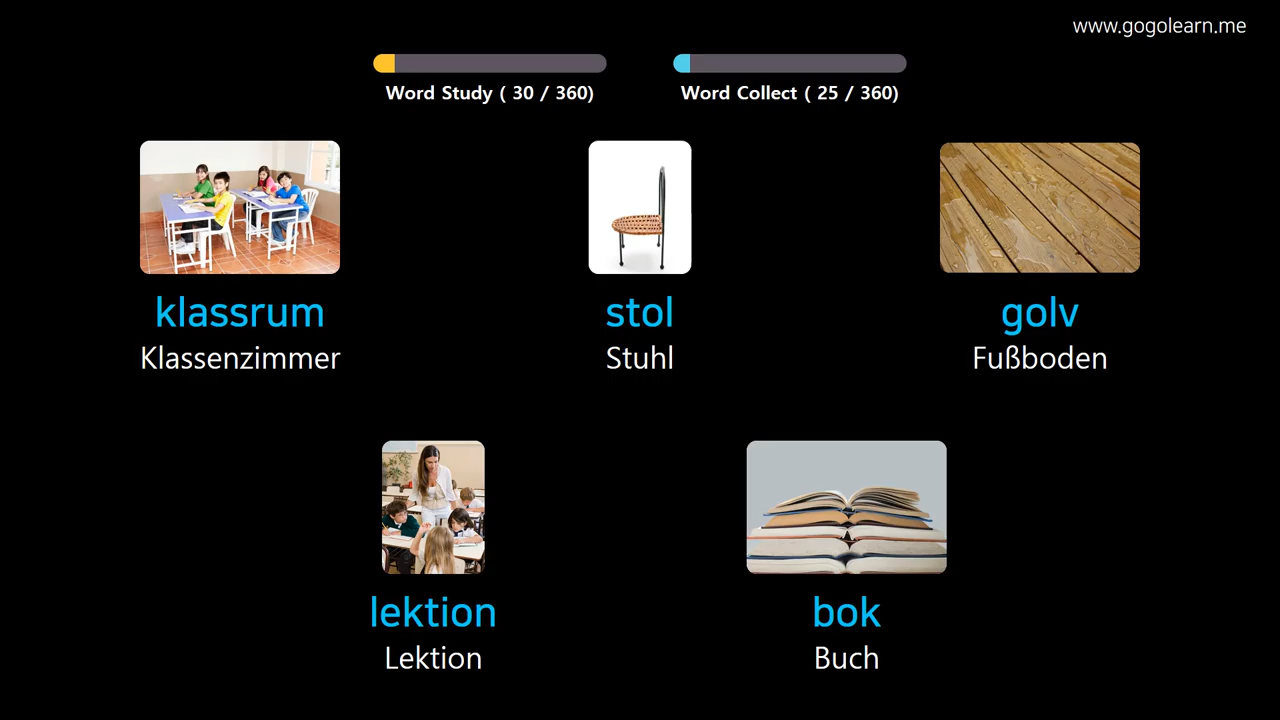 www.gogolearn.me
Word Study ( 30 / 360)
Word Collect ( 25 / 360)
klassrum
Klassenzimmer
stol
Stuhl
golv
Fußboden
lektion
Lektion
bok
Buch